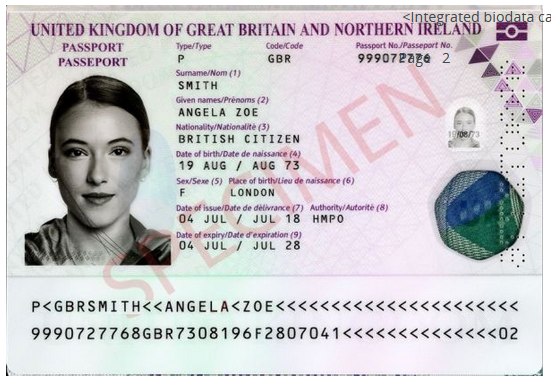 <Integrated biodata ca
UNITED KINGDOM OF GREAT BRITAIN AND NORTHERN IRELAND
PASSPORT
PASSEPORT
Type/Type Code/Code Passport No./Passeport No.
P GBR 999072776
Page 2
Surname/Nom (1)
SMITH
Given names/Prénoms (2)
ANGELA ZOE
Nationality/Nationalité (3)
BRITISH CITIZEN
Date of birth/Date de naissance (4)
19 AUG / AUG 73
Sex/Sexe (5) Place of birth/Lieu de naissance (6)
F LONDON
Date of issue/Date de délivrance (7) Authority/Autorité (8)
04 JUL / JUL 18 HMPO
Date of expiry/Date d'expiration (9)
04 JUL / JUL 28
19/08/73
SPECIMEN
P<GBRSMITH<<ANGELA<ZOE<<<<<<<<<<<<<<<<<<<<<<
9990727768GBR7308196F2807041<<<<<<<<<<<<<<02